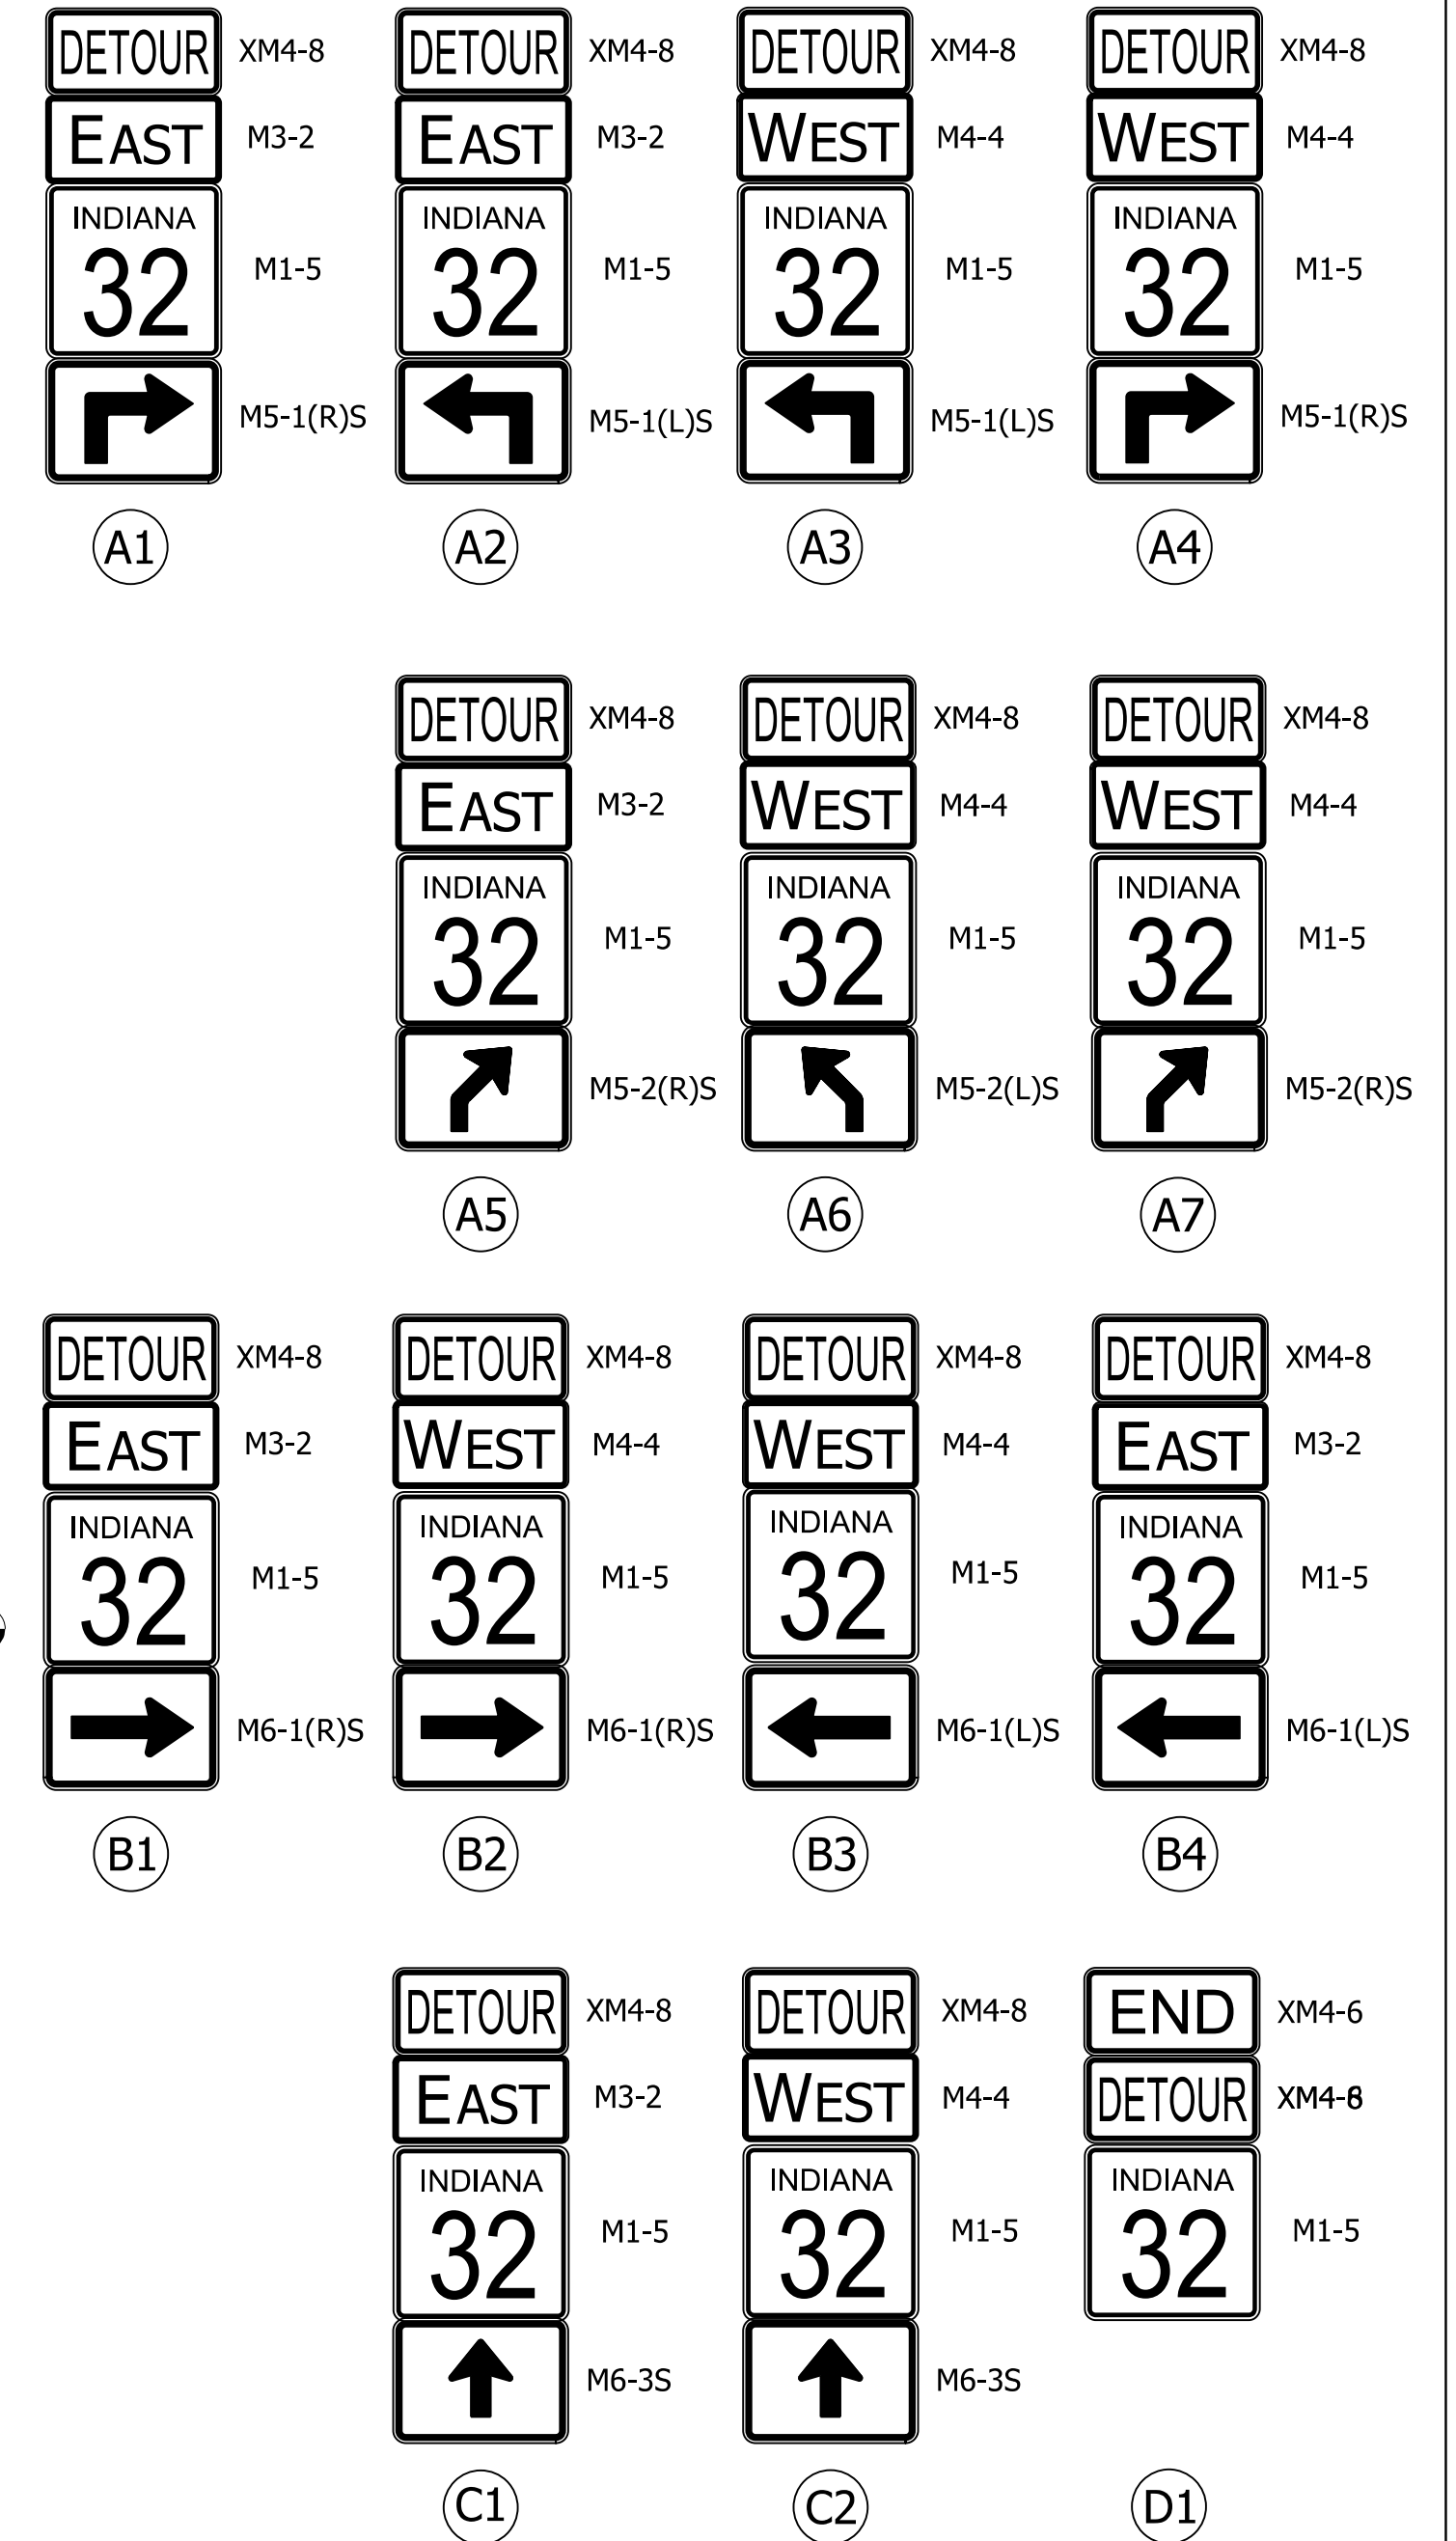 DETOUR XM4-8 DETOUR XM4-8 DETOUR XM4-8 DETOUR XM4-8
EAST M3-2 EAST M3-2 WEST M4-4 WEST M4-4
INDIANA INDIANA INDIANA INDIANA
32 M1-5 32 M1-5 32 M1-5 32 M1-5
M5-1(R)S M5-1(L)S M5-1(L)S M5-1(R)S
A1 A2 A3 A4
DETOUR XM4-8 DETOUR XM4-8 DETOUR XM4-8
EAST M3-2 WEST M4-4 WEST M4-4
INDIANA INDIANA INDIANA
32 M1-5 32 M1-5 32 M1-5
M5-2(R)S M5-2(L)S M5-2(R)S
A5 A6 A7
DETOUR XM4-8 DETOUR XM4-8 DETOUR XM4-8 DETOUR XM4-8
EAST M3-2 WEST M4-4 WEST M4-4 EAST M3-2
INDIANA INDIANA INDIANA INDIANA
32 M1-5 32 M1-5 32 M1-5 32 M1-5
M6-1(R)S M6-1(R)S M6-1(L)S M6-1(L)S
B1 B2 B3 B4
DETOUR XM4-8 DETOUR XM4-8 END XM4-6
EAST M3-2 WEST M4-4 DETOUR
INDIANA INDIANA INDIANA
32 M1-5 32 M1-5 32 M1-5
M6-3S M6-3S
C1 C2 D1